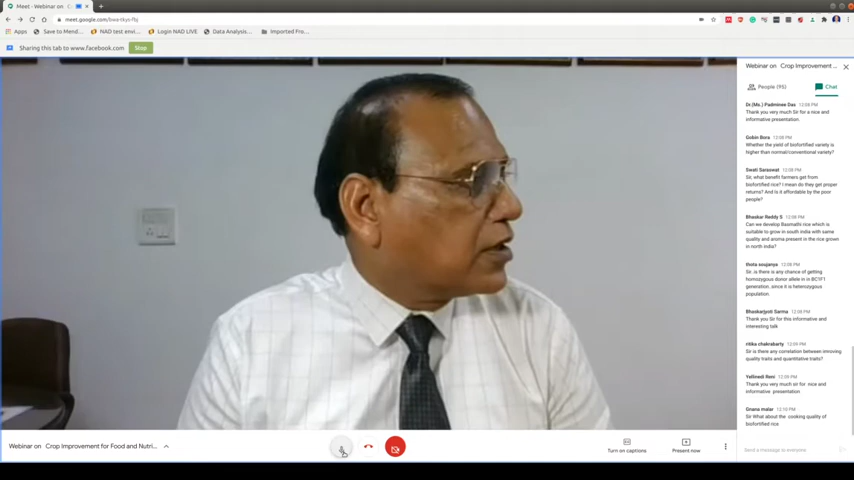 Meet - Webinar on
meet.google.com/bwa-tkyo-fbj
Apps Save to Mend... NAD test envi... Login NAD LIVE Data Analysis... Imported Fro...
Sharing this tab to www.facebook.com Stop
Webinar on Crop Improvement ...
People (95) Chat
Dr.(Ms.) Padminee Das 12:08 PM
Thank you very much Sir for a nice and
informative presentation.
Gobin Bora 12:08 PM
Whether the yield of biofortified variety is
higher than normal/conventional variety?
Swati Saraswat 12:08 PM
Sir, what benefit farmers get from
biofortified rice? I mean do they get proper
returns? And is it affordable by the poor
people?
Bhaskar Reddy S 12:08 PM
Can we develop Basmathi rice which is
suitable to grow in south india with same
quality and aroma present in the rice grown
in north india?
thota soujanya 12:08 PM
Sir .is there is any chance of getting
homozygous donor allele in in BC1F1
generation, since it is heterozygous
population.
Bhaskarjyoti Sarma 12:08 PM
Thank you Sir for this informative and
interesting talk
ritika chakrabarty 12:09 PM
Sir is there any correlation between imroving
quality traits and quantitative traits?
Yellinedi Reni 12:09 PM
Thank you very much sir for nice and
informative presentation
Gnana malar 12:10 PM
Sir What about the cooking quality of
biofortified rice
Send a message to everyone
Webinar on Crop Improvement for Food and Nutri...
Turn on captions Present now